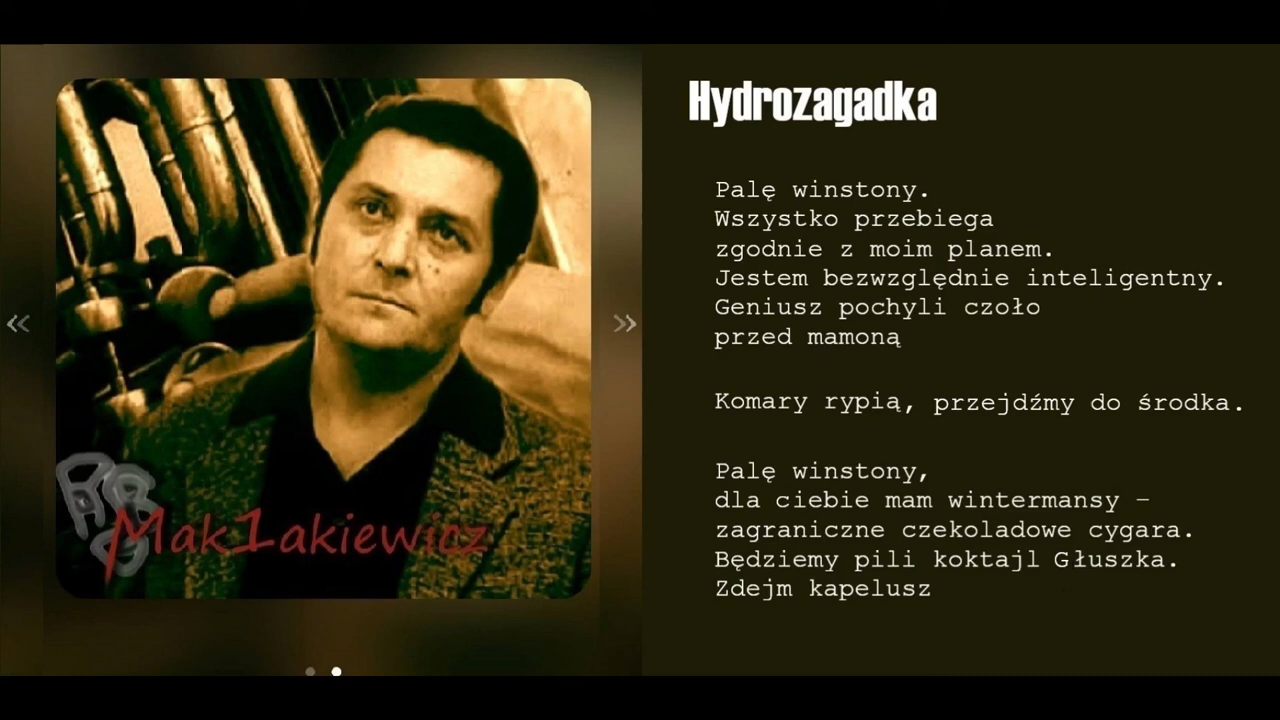 Hydrozagadka
Palę winstony.
Wszystko przebiega
zgodnie z moim planem.
Jestem bezwzględnie inteligentny.
Geniusz pochyli czoło
przed mamoną
Komary rypią, przejdźmy do środka.
Palę winstony,
dla ciebie mam wintermansy –
zagraniczne czekoladowe cygara.
Będziemy pili koktajl Głuszka.
Zdejm kapelusz
Mak1akiewicz